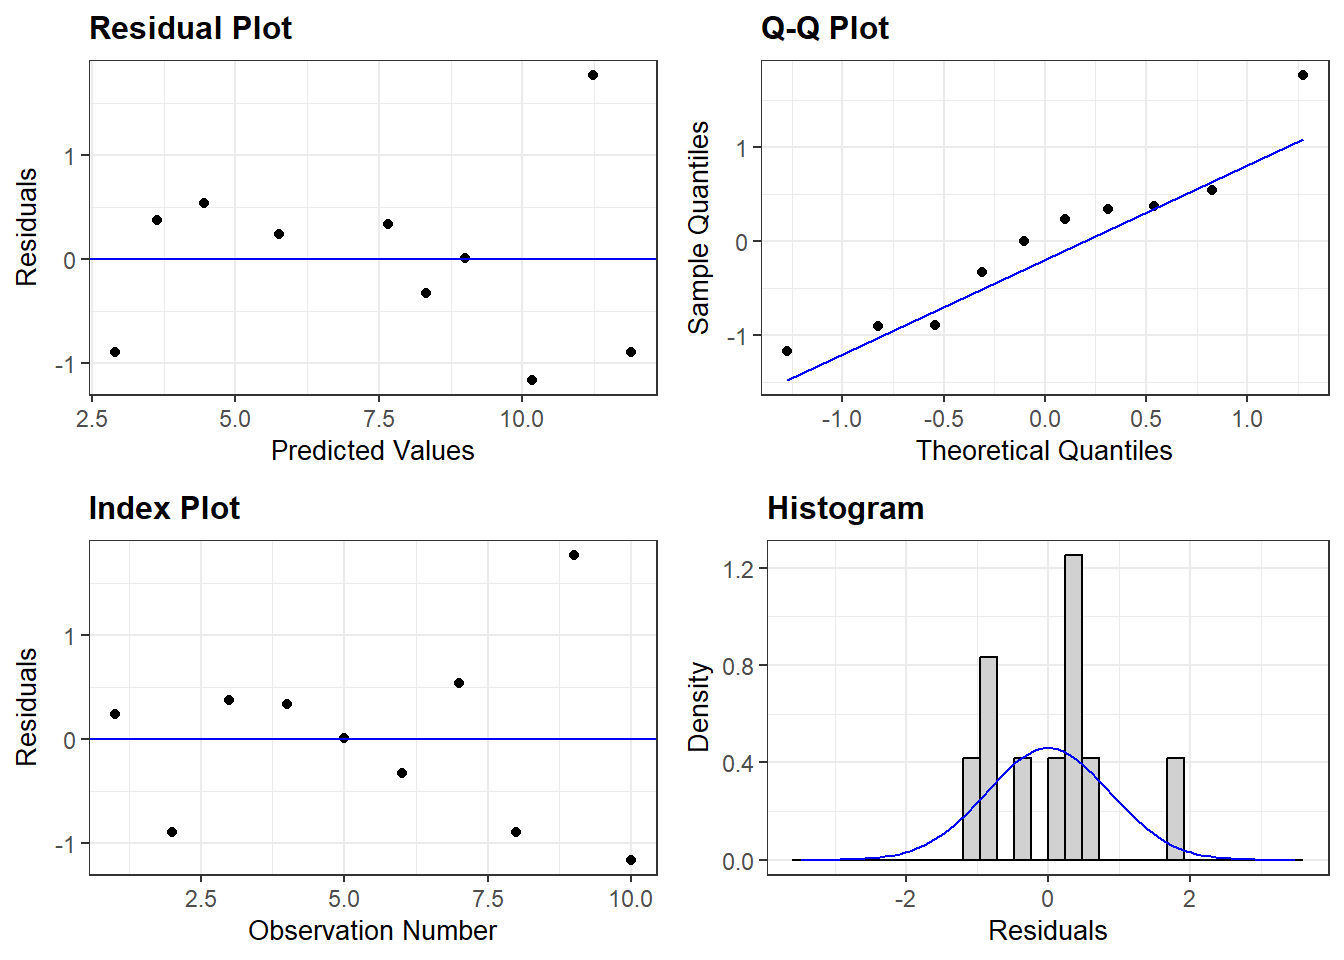 Residual Plot
1
0
-1
Residuals
2.5 5.0 7.5 10.0
Predicted Values
Q-Q Plot
1
0
-1
Sample Quantiles
-1.0 -0.5 0.0 0.5 1.0
Theoretical Quantiles
Index Plot
1
0
-1
Residuals
2.5 5.0 7.5 10.0
Observation Number
Histogram
1.2
0.8
0.4
0.0
Density
-2 0 2
Residuals